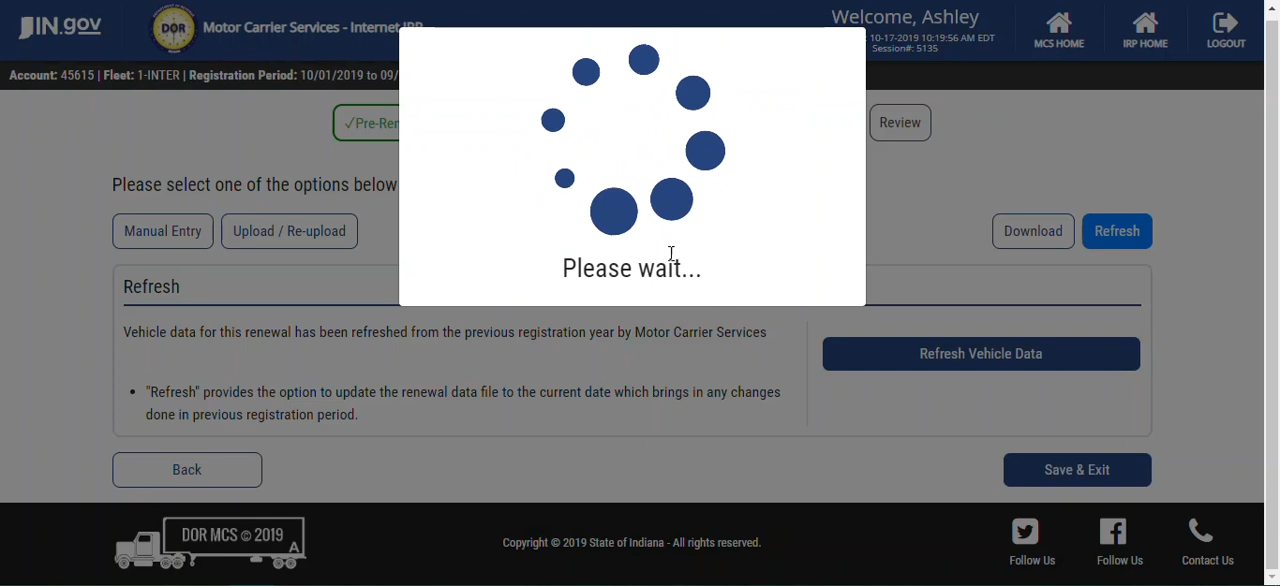 IN.gov
DOR
Motor Carrier Services - Internet IRP
Welcome, Ashley
10-17-2019 10:19:56 AM EDT
Session#: 5135
MCS HOME
IRP HOME
LOGOUT
Account: 45615 | Fleet: 1-INTER | Registration Period: 10/01/2019 to 09/
✓Pre-Ren
Review
Please select one of the options below
Manual Entry
Upload / Re-upload
Download
Refresh
Please wait...
Refresh
Vehicle data for this renewal has been refreshed from the previous registration year by Motor Carrier Services
Refresh Vehicle Data
• "Refresh" provides the option to update the renewal data file to the current date which brings in any changes
done in previous registration period.
Back
Save & Exit
DOR MCS © 2019
A
Copyright © 2019 State of Indiana - All rights reserved.
Follow Us
Follow Us
Contact Us